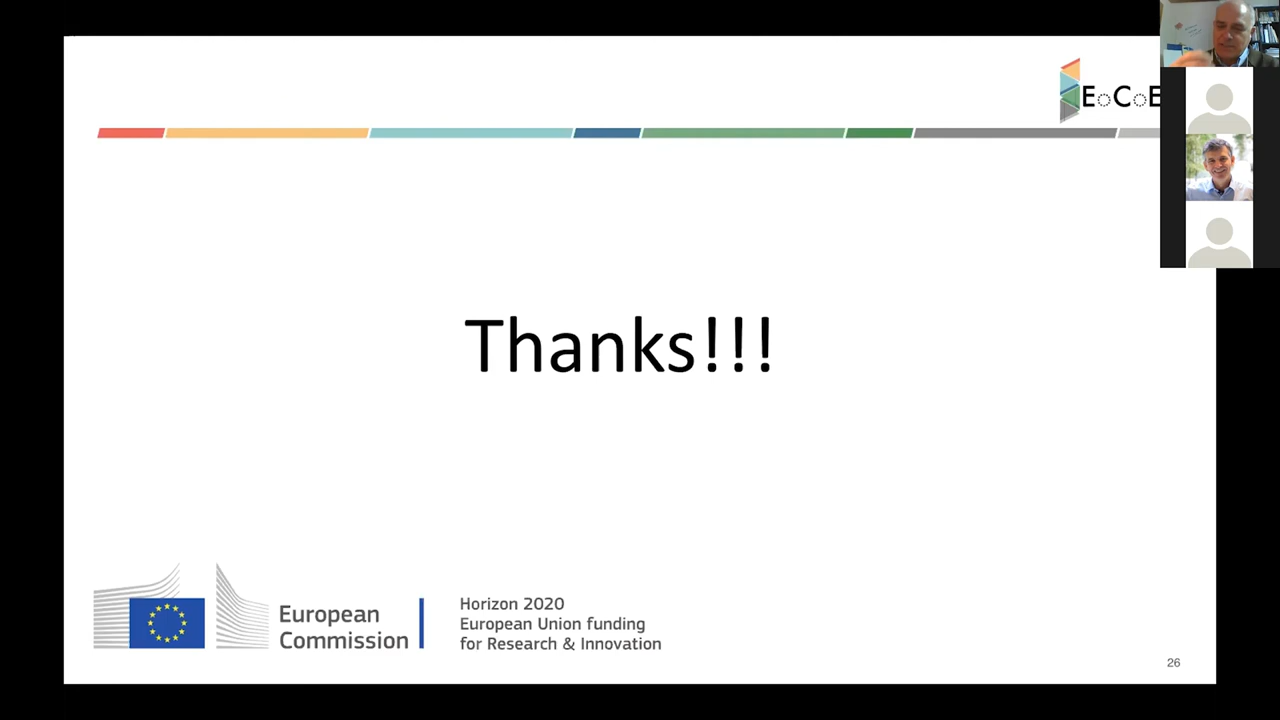 EoCoE
Thanks!!!
European
Commission
Horizon 2020
European Union funding
for Research & Innovation
26